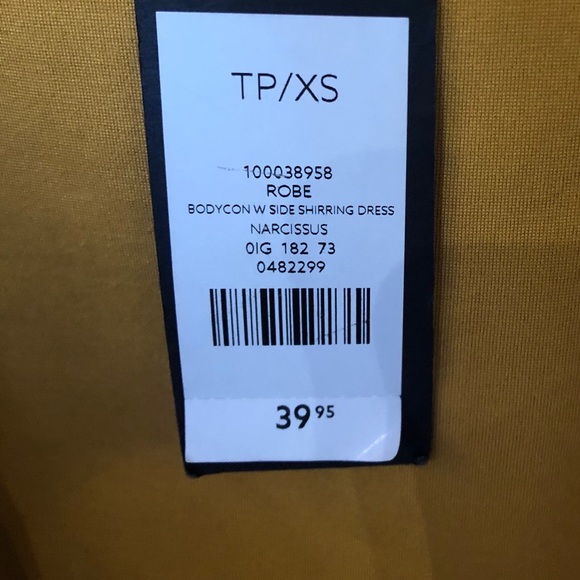 TP/XS
100038958
ROBE
BODYCON W SIDE SHIRRING DRESS
NARCISSUS
0IG 182 73
0482299
39 95